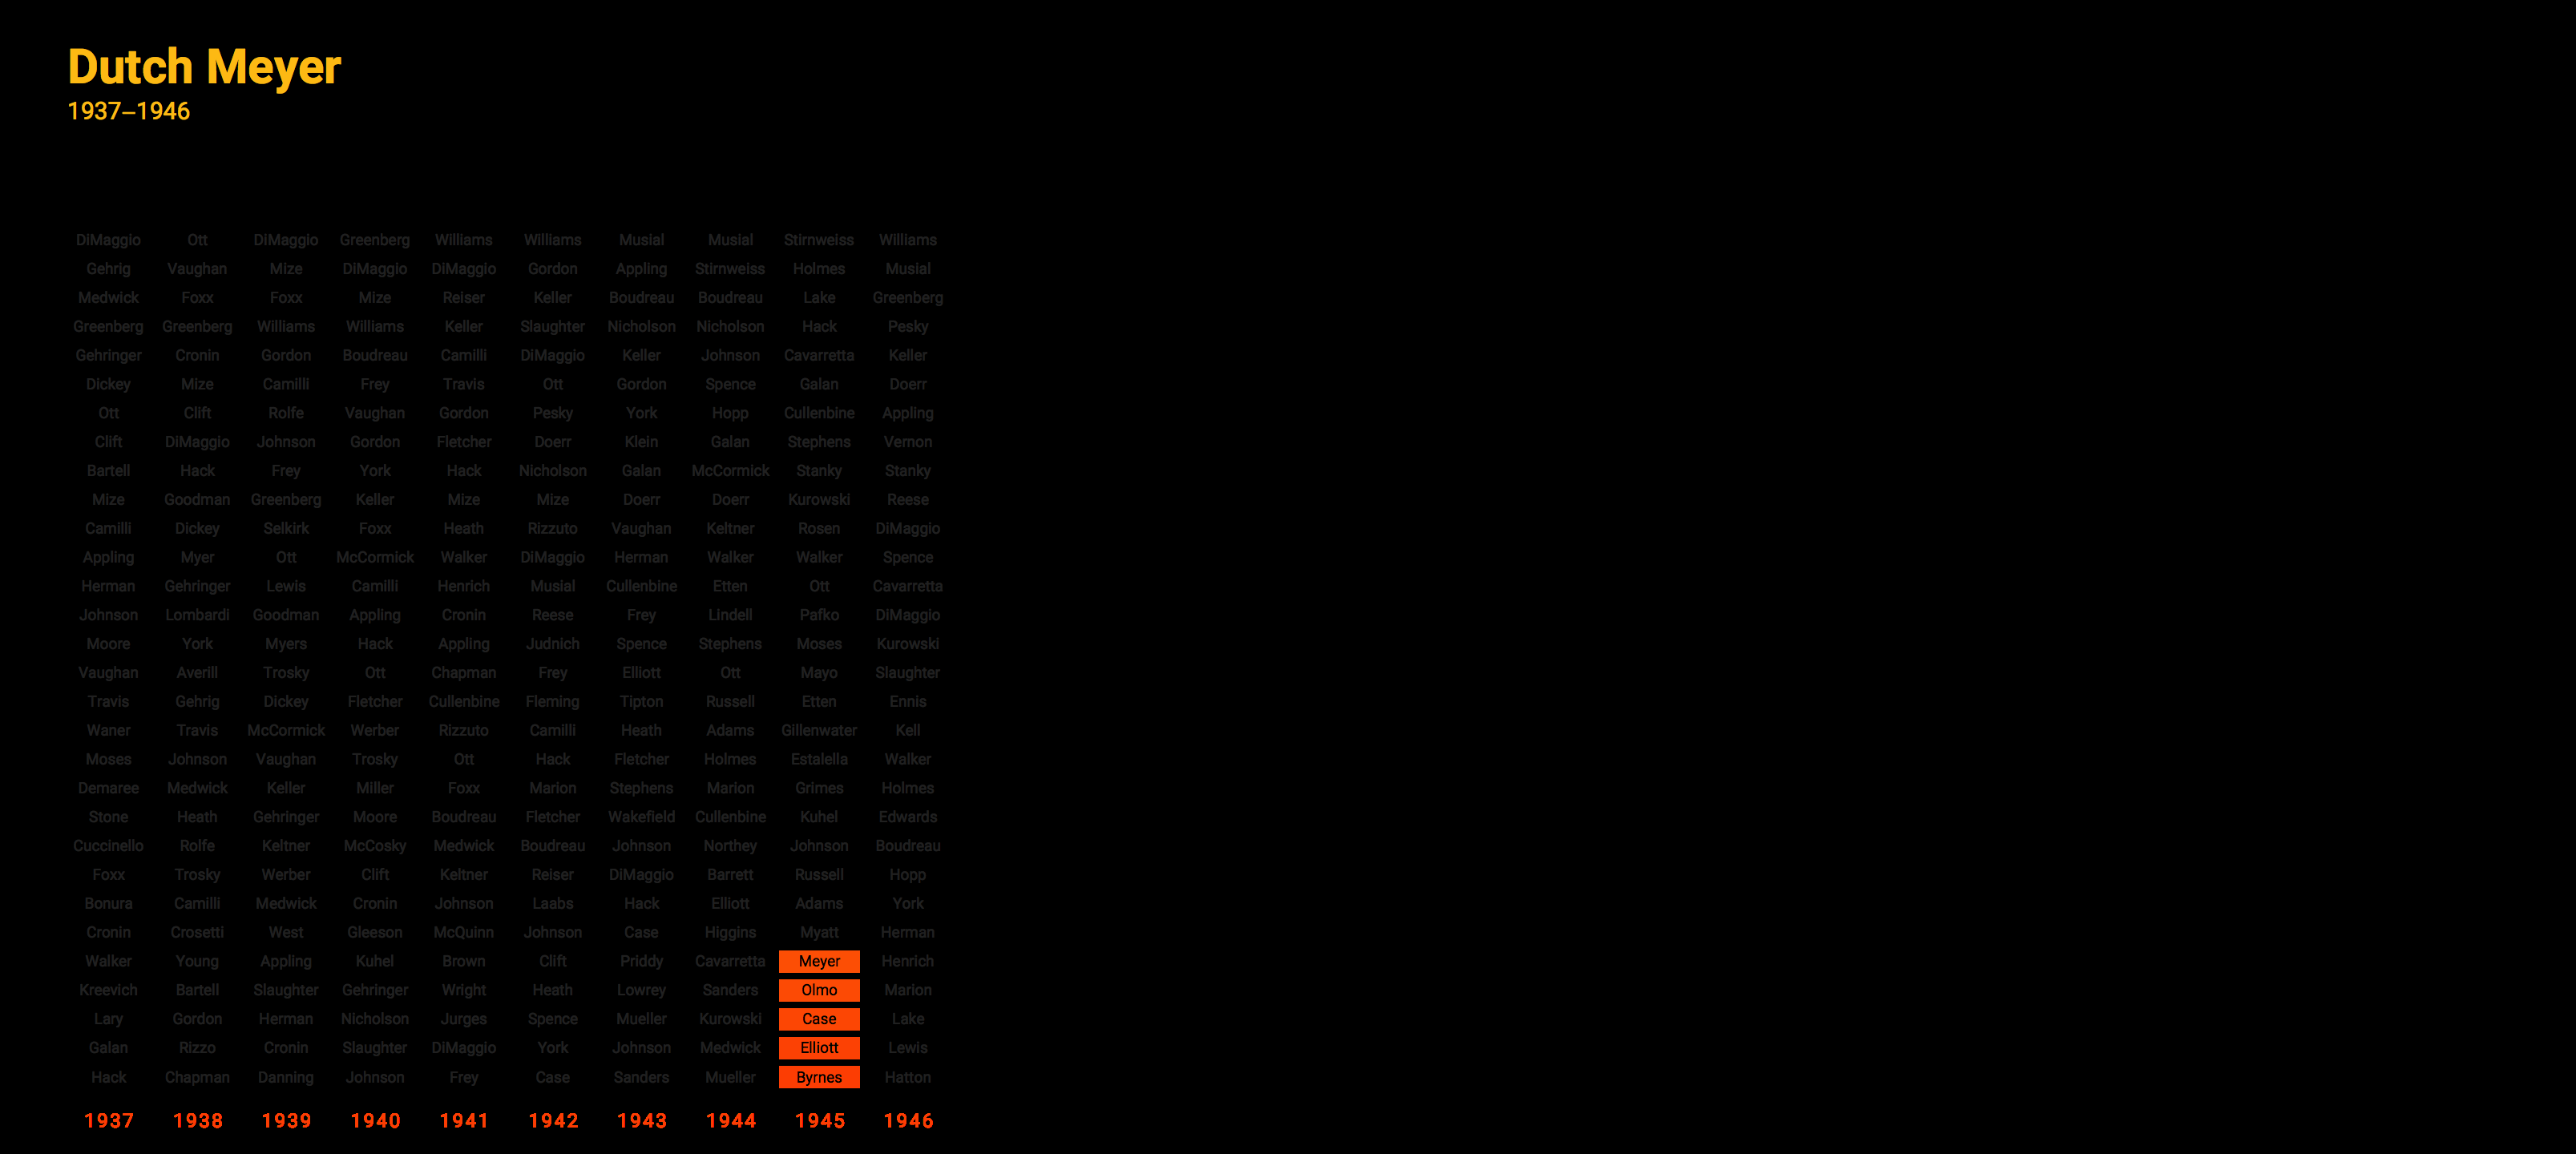 Dutch Meyer
1937–1946
DiMaggio Ott DiMaggio Greenberg Williams Williams Musial Musial Stirnweiss Williams
Gehrig Vaughan Mize DiMaggio DiMaggio Gordon Appling Stirnweiss Holmes Musial
Medwick Foxx Foxx Mize Reiser Keller Boudreau Boudreau Lake Greenberg
Greenberg Greenberg Williams Williams Keller Slaughter Nicholson Nicholson Hack Pesky
Gehringer Cronin Gordon Boudreau Camilli DiMaggio Keller Johnson Cavarretta Keller
Dickey Mize Camilli Frey Travis Ott Gordon Spence Galan Doerr
Ott Clift Rolfe Vaughan Gordon Pesky York Hopp Cullenbine Appling
Clift DiMaggio Johnson Gordon Fletcher Doerr Klein Galan Stephens Vernon
Bartell Hack Frey York Hack Nicholson Galan McCormick Stanky Stanky
Mize Goodman Greenberg Keller Mize Mize Doerr Doerr Kurowski Reese
Camilli Dickey Selkirk Foxx Heath Rizzuto Vaughan Keltner Rosen DiMaggio
Appling Myer Ott McCormick Walker DiMaggio Herman Walker Walker Spence
Herman Gehringer Lewis Camilli Henrich Musial Cullenbine Etten Ott Cavarretta
Johnson Lombardi Goodman Appling Cronin Reese Frey Lindell Pafko DiMaggio
Moore York Myers Hack Appling Judnich Spence Stephens Moses Kurowski
Vaughan Averill Trosky Ott Chapman Frey Elliott Ott Mayo Slaughter
Travis Gehrig Dickey Fletcher Cullenbine Fleming Tipton Russell Etten Ennis
Waner Travis McCormick Werber Rizzuto Camilli Heath Adams Gillenwater Kell
Moses Johnson Vaughan Trosky Ott Hack Fletcher Holmes Estalella Walker
Demaree Medwick Keller Miller Foxx Marion Stephens Marion Grimes Holmes
Stone Heath Gehringer Moore Boudreau Fletcher Wakefield Cullenbine Kuhel Edwards
Cuccinello Rolfe Keltner McCosky Medwick Boudreau Johnson Northey Johnson Boudreau
Foxx Trosky Werber Clift Keltner Reiser DiMaggio Barrett Russell Hopp
Bonura Camilli Medwick Cronin Johnson Laabs Hack Elliott Adams York
Cronin Crosetti West Gleeson McQuinn Johnson Case Higgins Myatt Herman
Walker Young Appling Kuhel Brown Clift Priddy Cavarretta Meyer Henrich
Kreevich Bartell Slaughter Gehringer Wright Heath Lowrey Sanders Olmo Marion
Lary Gordon Herman Nicholson Jurges Spence Mueller Kurowski Case Lake
Galan Rizzo Cronin Slaughter DiMaggio York Johnson Medwick Elliott Lewis
Hack Chapman Danning Johnson Frey Case Sanders Mueller Byrnes Hatton
1937 1938 1939 1940 1941 1942 1943 1944 1945 1946